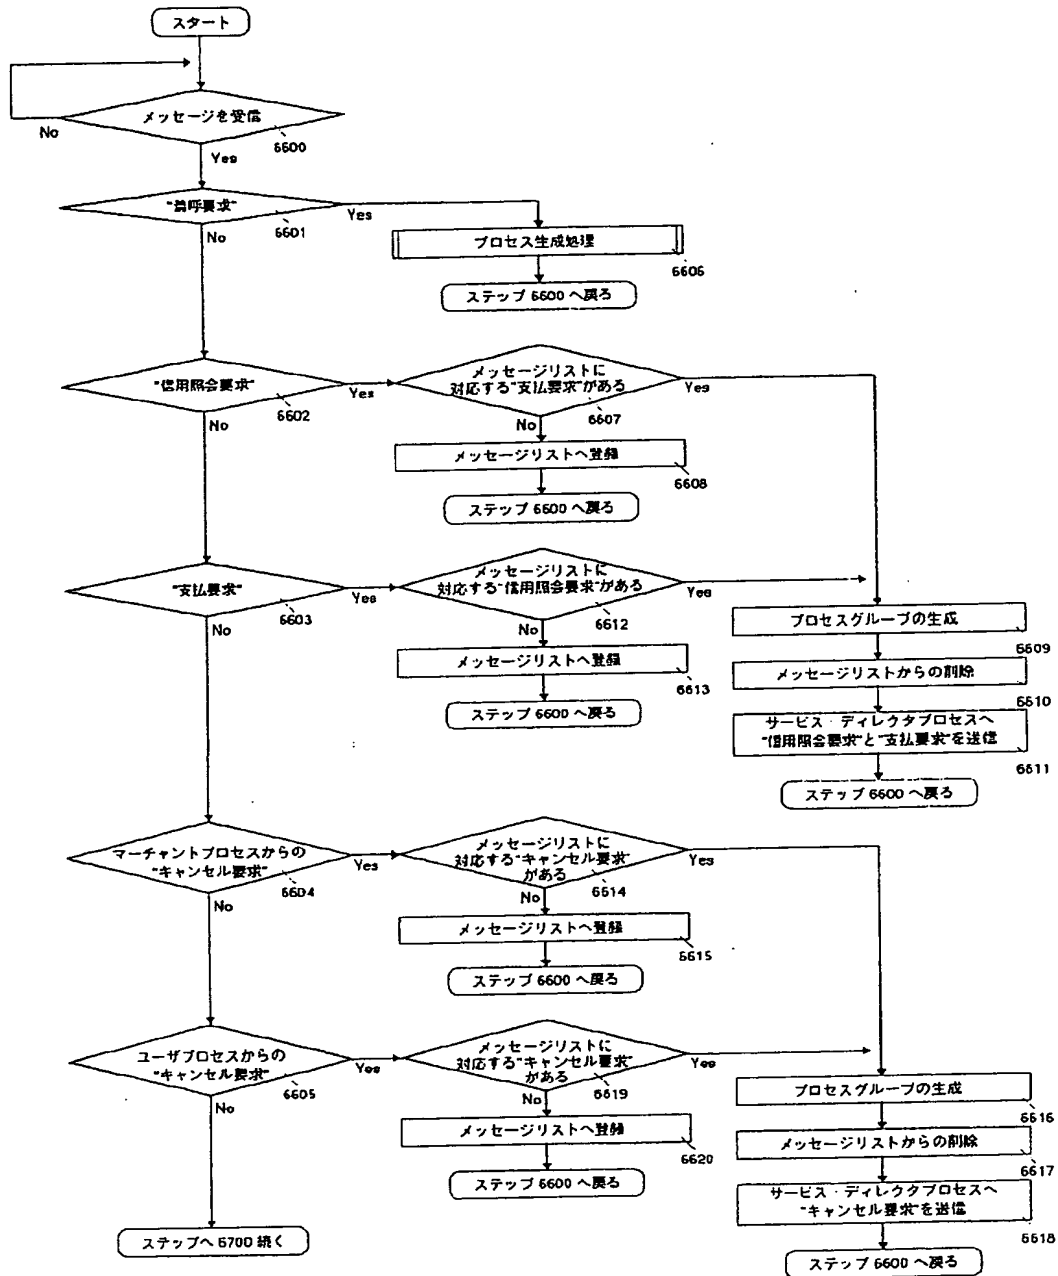 スタート
メッセージを受信
No
6600
Yes
"着呼要求"
Yes
6601
No
プロセス生成処理
6606
ステップ 6600 へ戻ろ
"信用照会要求"
Yes
6602
No
メッセージリストに
対応する"支払要求"がある
Yes
6607
No
メッセージリストへ登録
6608
ステップ 6600 へ戻ろ
"支払要求"
Yes
6603
No
メッセージリストに
対応する"信用照会要求"がある
Yes
6612
No
メッセージリストへ登録
6613
ステップ 6600 へ戻ろ
プロセスグループの生成
6609
メッセージリストからの削除
6610
サービス・ディレクタプロセスへ
"信用照会要求"と"支払要求"を送信
6611
ステップ 6600 へ戻ろ
マーチャントプロセスからの
"キャンセル要求"
Yes
6604
No
メッセージリストに
対応する"キャンセル要求"
がある
Yes
6614
No
メッセージリストへ登録
6615
ステップ 6600 へ戻ろ
ユーザプロセスからの
"キャンセル要求"
Yes
6605
No
メッセージリストに
対応する"キャンセル要求"
がある
Yes
6619
No
メッセージリストへ登録
6620
ステップ 6600 へ戻ろ
プロセスグループの生成
6616
メッセージリストからの削除
6617
サービス・ディレクタプロセスへ
"キャンセル要求"を送信
6618
ステップ 6600 へ戻ろ
ステップへ 6700 続く